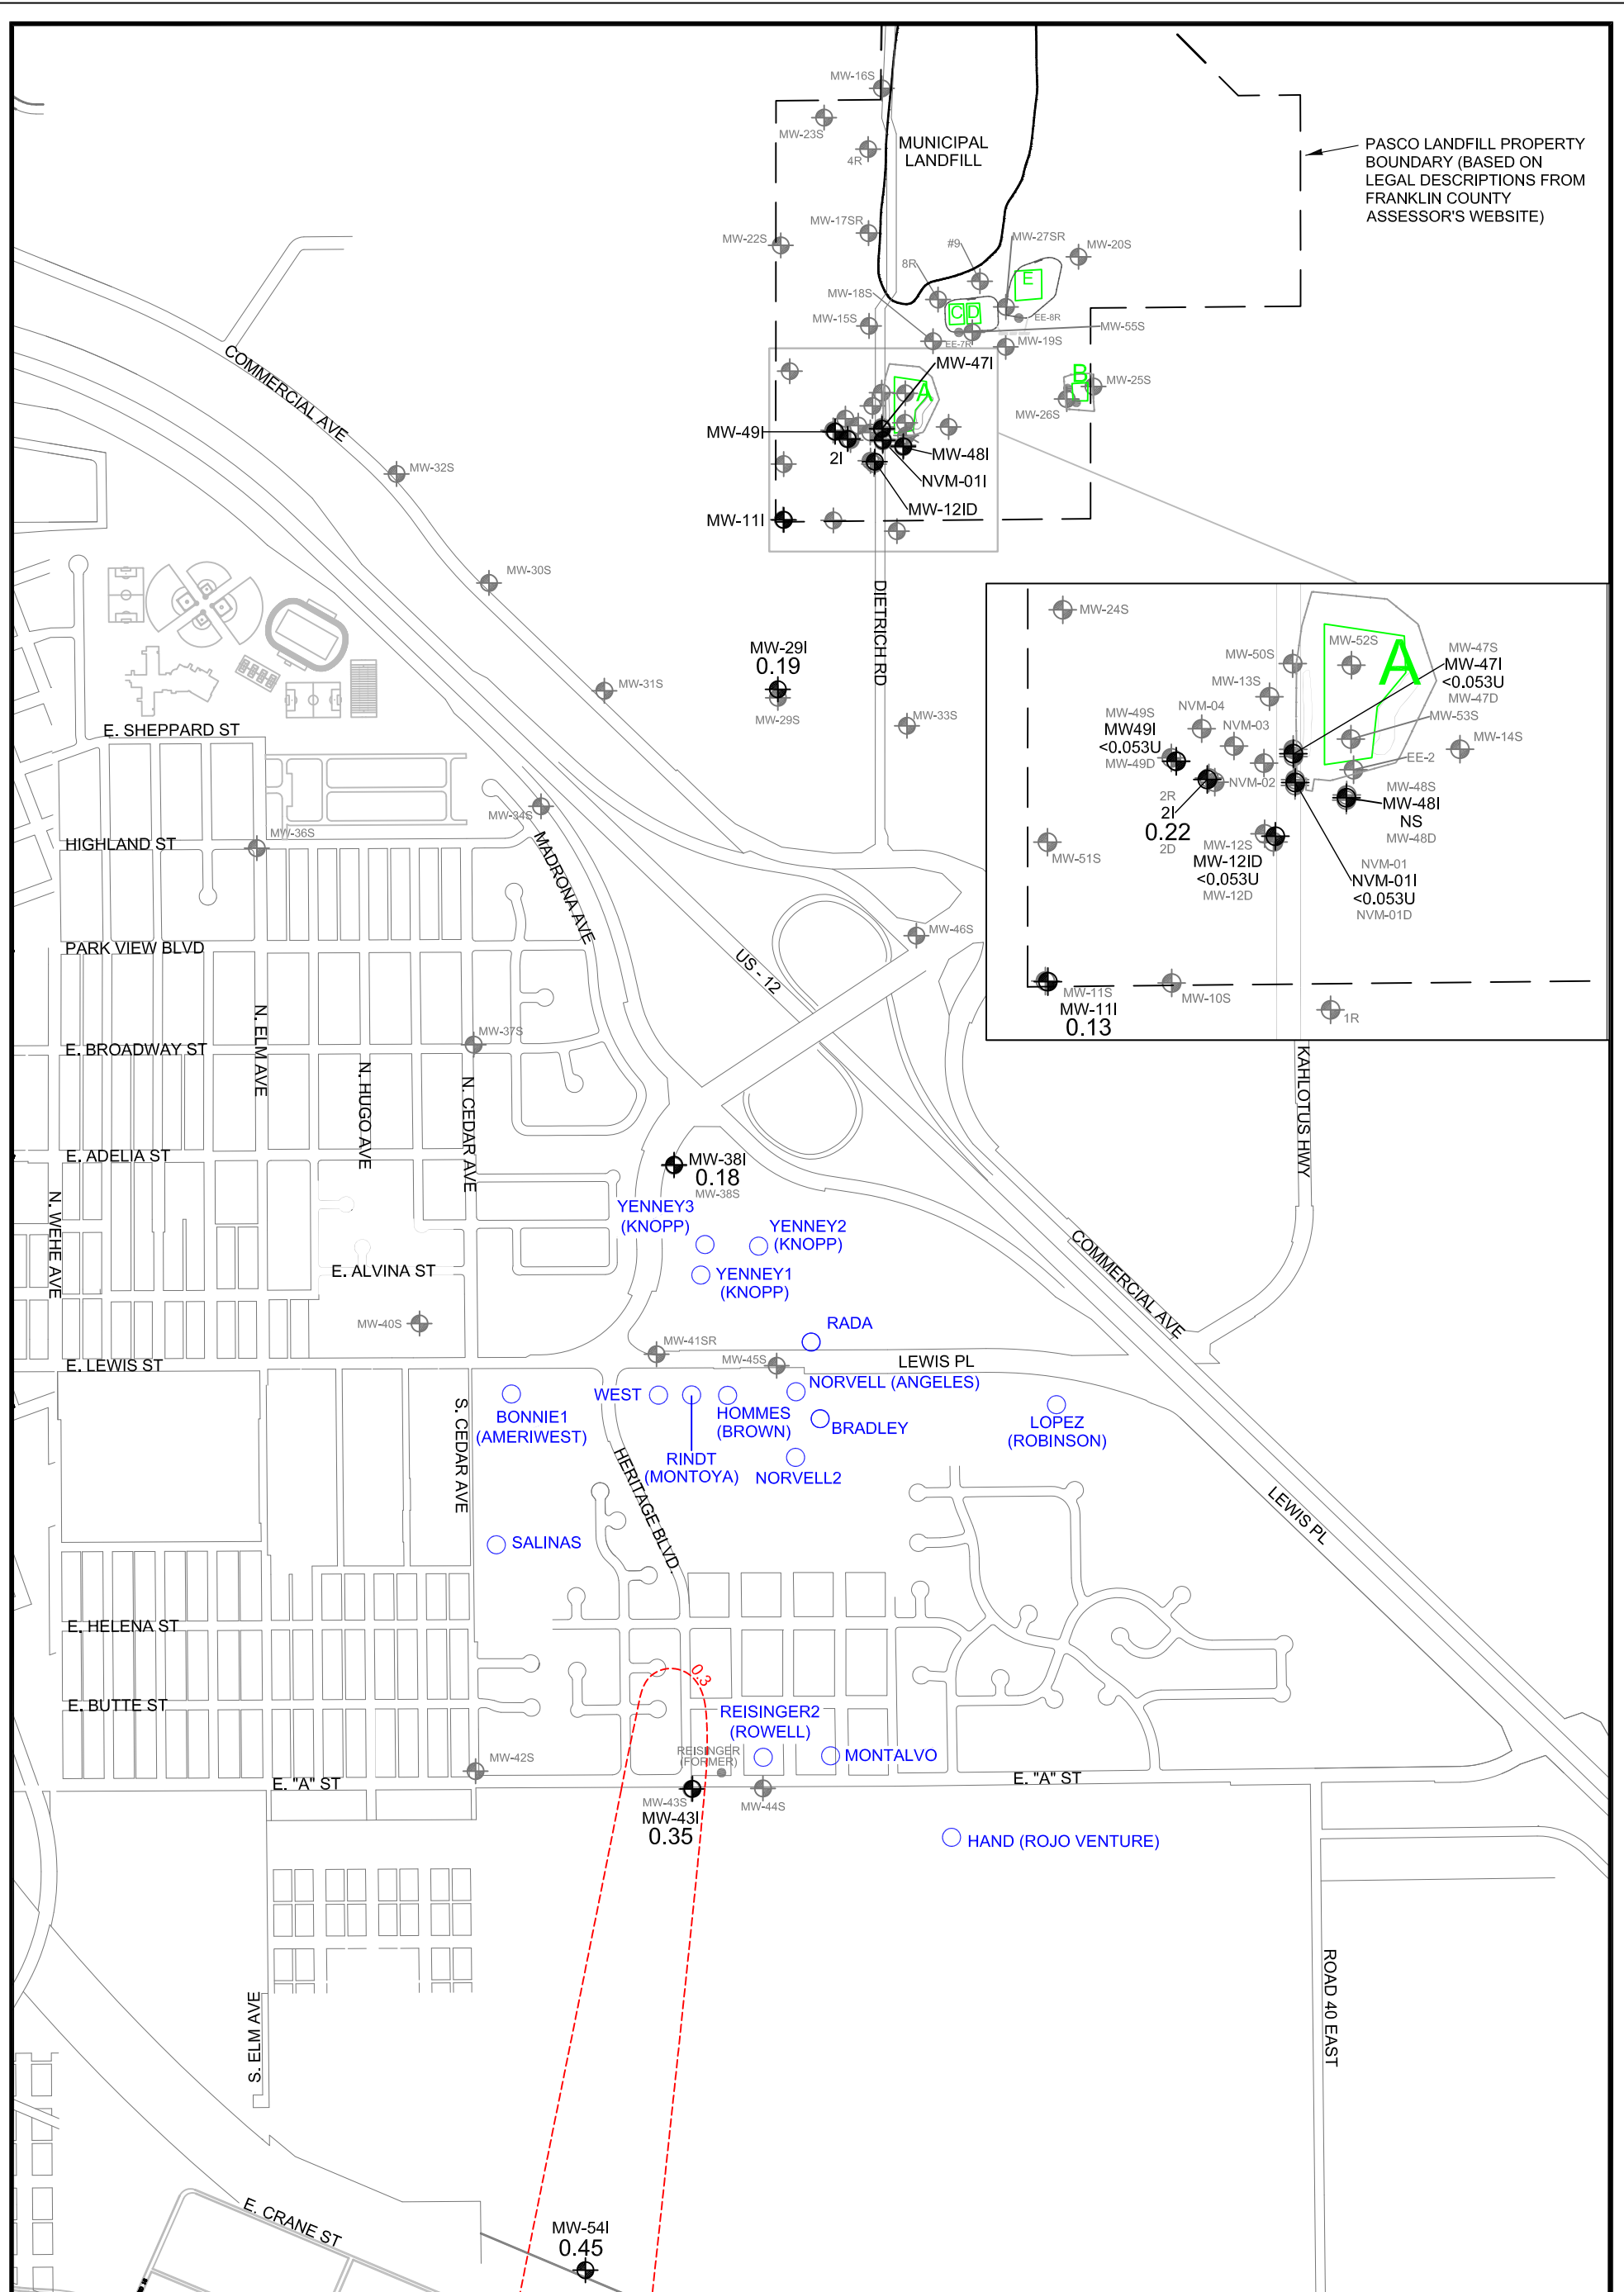 MW-16S
MW-23S
4R
MUNICIPAL
LANDFILL
PASCO LANDFILL PROPERTY
BOUNDARY (BASED ON
LEGAL DESCRIPTIONS FROM
FRANKLIN COUNTY
ASSESSOR'S WEBSITE)
MW-17SR
MW-22S
#9
MW-27SR
MW-20S
8R
E
MW-18S
C
D
EE-8R
MW-15S
EE-7R
MW-55S
MW-19S
MW-47I
A
B
MW-25S
MW-26S
MW-49I
2I
MW-48I
NVM-01I
MW-12ID
MW-11I
COMMERCIAL AVE
MW-32S
MW-30S
DIETRICH RD
MW-29I
0.19
MW-29S
MW-31S
MW-33S
MW-24S
MW-50S
MW-52S
A
MW-47S
MW-47I
<0.053U
MW-47D
MW-13S
NVM-04
MW-49S
MW49I
<0.053U
MW-49D
NVM-03
MW-53S
MW-14S
EE-2
NVM-02
2R
2I
0.22
2D
MW-48S
MW-48I
NS
MW-48D
MW-51S
MW-12S
MW-12ID
<0.053U
MW-12D
NVM-01
NVM-01I
<0.053U
NVM-01D
MW-11S
MW-11I
0.13
MW-10S
1R
E. SHEPPARD ST
MW-34S
MW-36S
HIGHLAND ST
MADRONA AVE
MW-46S
PARK VIEW BLVD
US - 12
N. ELM AVE
MW-37S
E. BROADWAY ST
N. HUGO AVE
N. CEDAR AVE
KAHLOTUS HWY
E. ADELIA ST
MW-38I
0.18
MW-38S
N. WEHE AVE
YENNEY3
(KNOPP)
YENNEY2
(KNOPP)
COMMERCIAL AVE
E. ALVINA ST
YENNEY1
(KNOPP)
MW-40S
RADA
MW-41SR
MW-45S
LEWIS PL
E. LEWIS ST
NORVELL (ANGELES)
WEST
S. CEDAR AVE
BONNIE1
(AMERIWEST)
HOMMES
(BROWN)
BRADLEY
LOPEZ
(ROBINSON)
RINDT
(MONTOYA)
NORVELL2
HERITAGE BLVD.
LEWIS PL
SALINAS
E. HELENA ST
0.3
E. BUTTE ST
REISINGER2
(ROWELL)
REISINGER
(FORMER)
MONTALVO
MW-42S
E. "A" ST
E. "A" ST
MW-43S
MW-43I
0.35
MW-44S
HAND (ROJO VENTURE)
ROAD 40 EAST
S. ELM AVE
E. CRANE ST
MW-54I
0.45